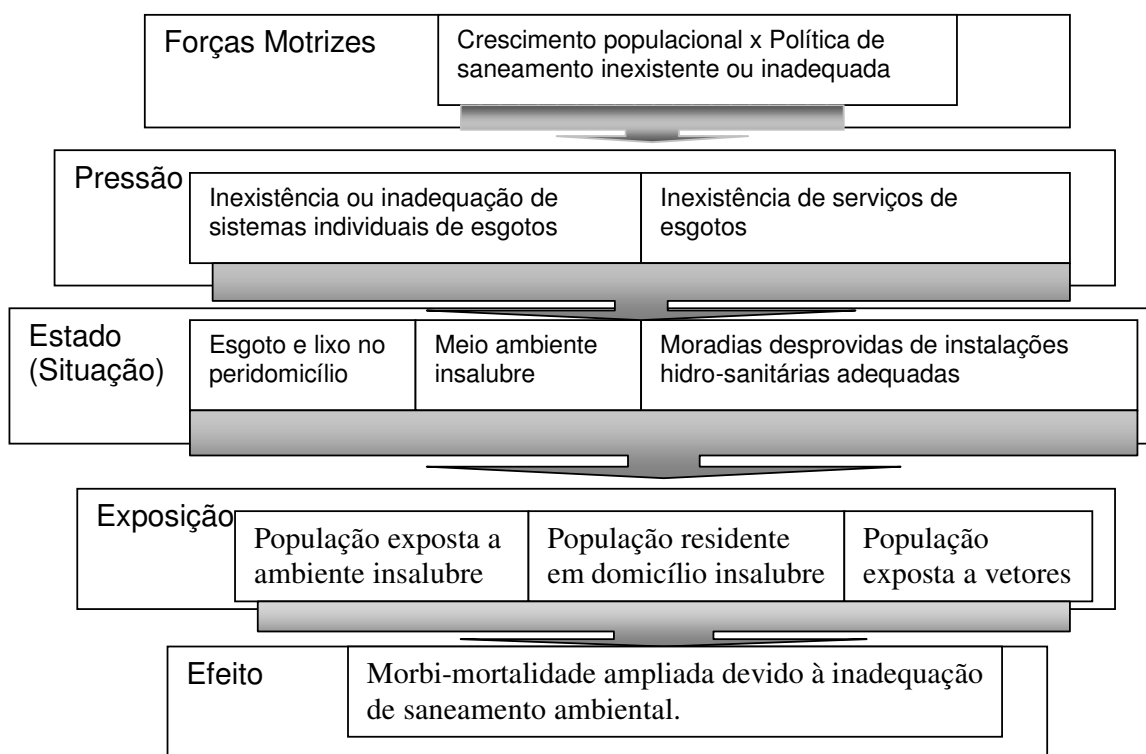 Forças Motrizes
Crescimento populacional x Política de
saneamento inexistente ou inadequada
Pressão
Inexistência ou inadequação de
sistemas individuais de esgotos
Inexistência de serviços de
esgotos
Estado
(Situação)
Esgoto e lixo no
peridomicílio
Meio ambiente
insalubre
Moradias desprovidas de instalações
hidro-sanitárias adequadas
Exposição
População exposta a
ambiente insalubre
População residente
em domicílio insalubre
População
exposta a vetores
Efeito
Morbi-mortalidade ampliada devido à inadequação
de saneamento ambiental.